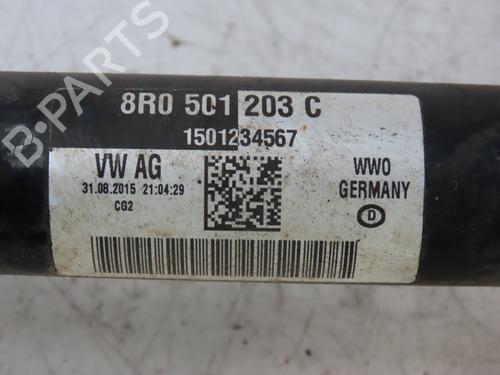 B-PARTS
8R0 501 203 C
1501234567
VW AG
31.08.2015 21:04:29
CG2
WWO
GERMANY
D